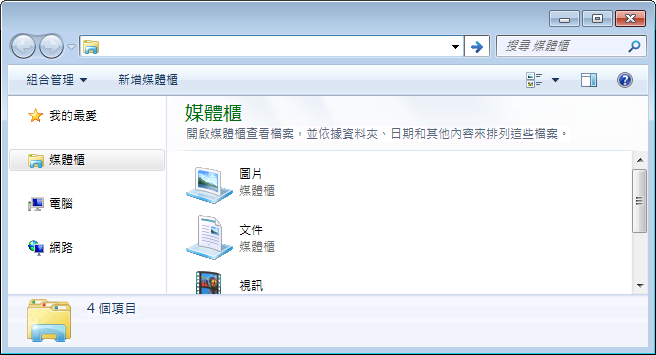 搜尋 媒體櫃
組合管理 新增媒體櫃
我的最愛
媒體櫃
電腦
網路
媒體櫃
開啟媒體櫃查看檔案，並依據資料夾、日期和其他內容來排列這些檔案。
圖片
媒體櫃
文件
媒體櫃
視訊
4 個項目